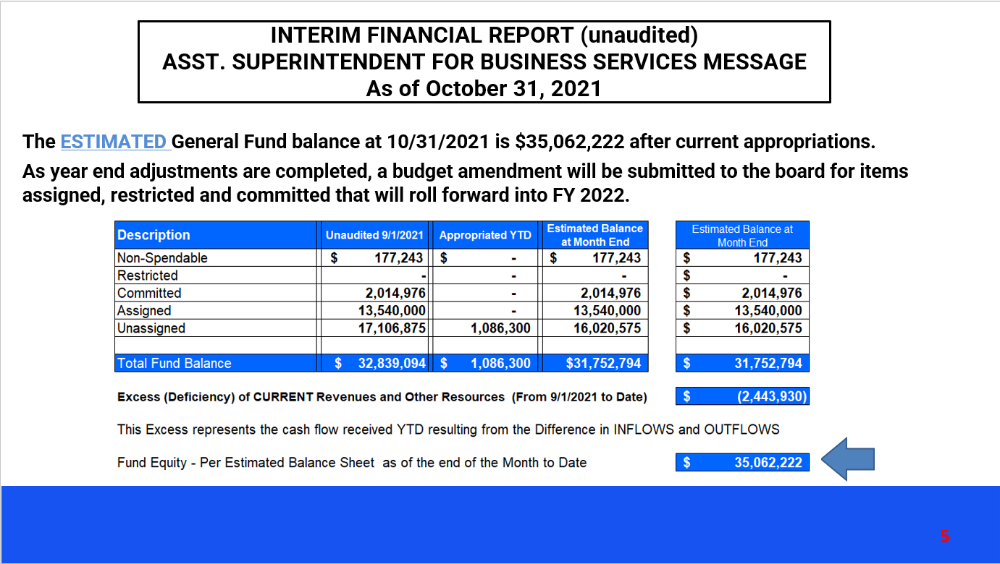 INTERIM FINANCIAL REPORT (unaudited)
ASST. SUPERINTENDENT FOR BUSINESS SERVICES MESSAGE
As of October 31, 2021
The ESTIMATED General Fund balance at 10/31/2021 is $35,062,222 after current appropriations.
As year end adjustments are completed, a budget amendment will be submitted to the board for items
assigned, restricted and committed that will roll forward into FY 2022.
Description Unaudited 9/1/2021 Appropriated YTD Estimated Balance at Month End Estimated Balance at Month End
Non-Spendable $ 177,243 $ - $ 177,243 $ 177,243
Restricted - - - $ -
Committed 2,014,976 - 2,014,976 $ 2,014,976
Assigned 13,540,000 - 13,540,000 $ 13,540,000
Unassigned 17,106,875 1,086,300 16,020,575 $ 16,020,575
Total Fund Balance $ 32,839,094 $ 1,086,300 $31,752,794 $ 31,752,794
Excess (Deficiency) of CURRENT Revenues and Other Resources (From 9/1/2021 to Date) $ (2,443,930)
This Excess represents the cash flow received YTD resulting from the Difference in INFLOWS and OUTFLOWS
Fund Equity - Per Estimated Balance Sheet as of the end of the Month to Date $ 35,062,222
5